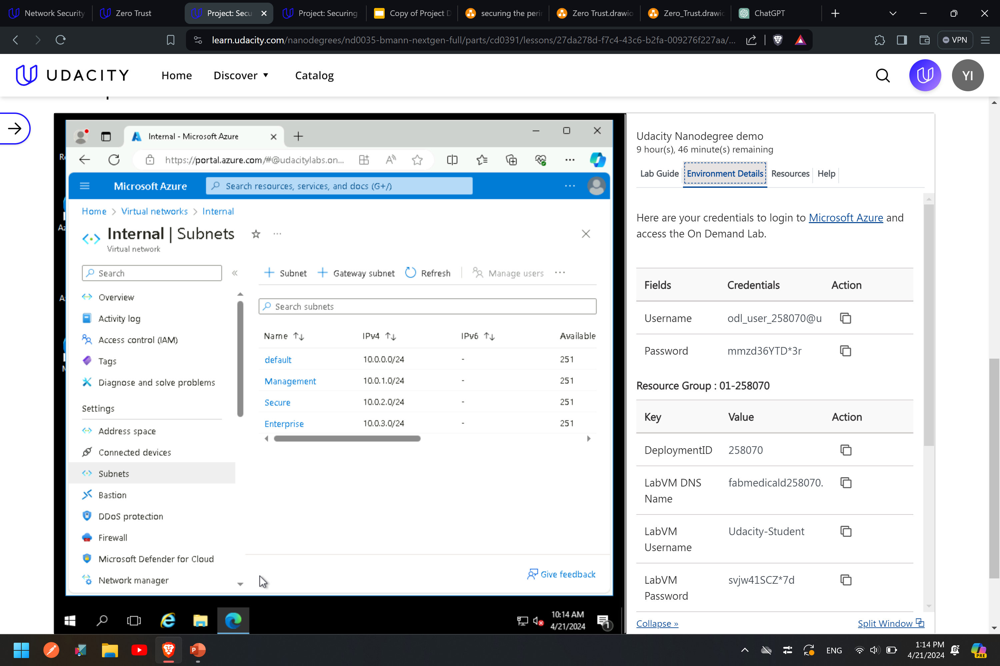 Network Security
Zero Trust
Project: Secu
Project: Securing
Copy of Project D
securing the peri
Zero Trust.drawio
Zero_Trust.drawio
ChatGPT
learn.udacity.com/nanodegrees/nd0035-bmann-nextgen-full/parts/cd0391/lessons/27da278d-f7c4-43c6-b2fa-009276f227aa/...
VPN
UDACITY
Home
Discover
Catalog
YI
Internal - Microsoft Azure
https://portal.azure.com/#@udacitylabs.on...
Microsoft Azure
Search resources, services, and docs (G+/)
Home > Virtual networks > Internal
Internal | Subnets
Virtual network
Search
Subnet
Gateway subnet
Refresh
Manage users
Overview
Activity log
Access control (IAM)
Tags
Diagnose and solve problems
Settings
Address space
Connected devices
Subnets
Bastion
DDoS protection
Firewall
Microsoft Defender for Cloud
Network manager
Search subnets
Name IPv4 IPv6 Available
default 10.0.0.0/24 - 251
Management 10.0.1.0/24 - 251
Secure 10.0.2.0/24 - 251
Enterprise 10.0.3.0/24 - 251
Give feedback
10:14 AM
4/21/2024
1
Udacity Nanodegree demo
9 hour(s), 46 minute(s) remaining
Lab Guide
Environment Details
Resources
Help
Here are your credentials to login to Microsoft Azure and
access the On Demand Lab.
Fields Credentials Action
Username odl_user_258070@u
Password mmzd36YTD*3r
Resource Group : 01-258070
Key Value Action
DeploymentID 258070
LabVM DNS fabmedicald258070.
Name
LabVM Udacity-Student
Username
LabVM svjw41SCZ*7d
Password
Collapse »
Split Window
ENG
1:14 PM
4/21/2024
PRE